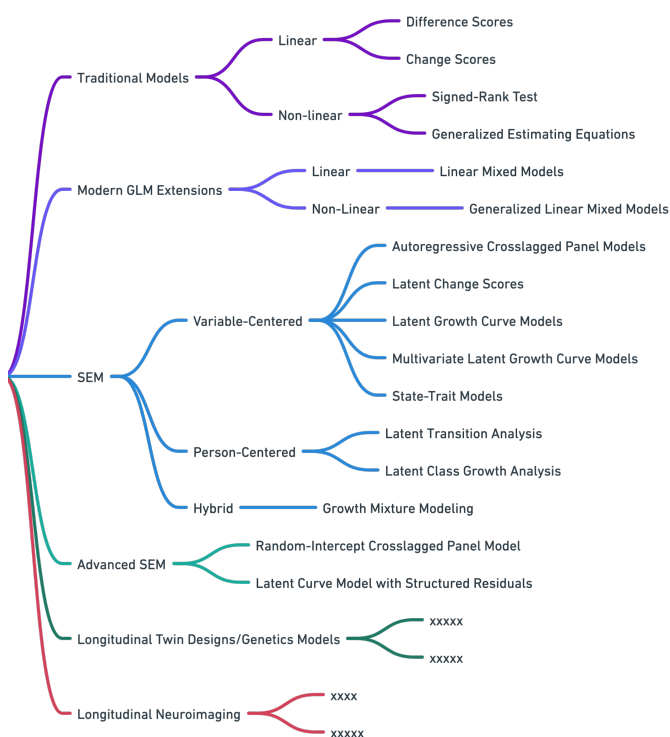 Difference Scores
Linear
Change Scores
Traditional Models
Signed-Rank Test
Non-linear
Generalized Estimating Equations
Linear
Linear Mixed Models
Modern GLM Extensions
Non-Linear
Generalized Linear Mixed Models
Autoregressive Crosslagged Panel Models
Latent Change Scores
Variable-Centered
Latent Growth Curve Models
Multivariate Latent Growth Curve Models
SEM
State-Trait Models
Latent Transition Analysis
Person-Centered
Latent Class Growth Analysis
Hybrid
Growth Mixture Modeling
Random-Intercept Crosslagged Panel Model
Advanced SEM
Latent Curve Model with Structured Residuals
xxxxx
Longitudinal Twin Designs/Genetics Models
xxxxx
xxxx
Longitudinal Neuroimaging
xxxxx